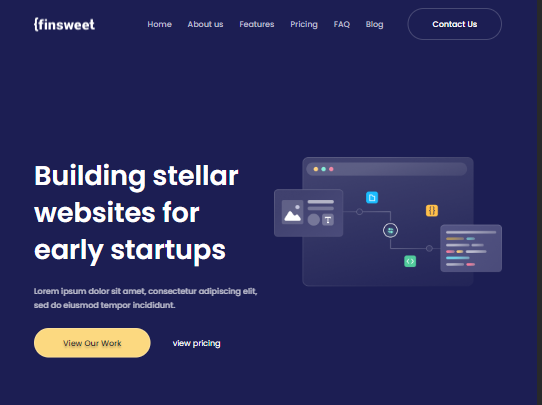 {finsweet
Home About us Features Pricing FAQ Blog Contact Us
Building stellar
websites for
early startups
Lorem ipsum dolor sit amet, consectetur adipiscing elit,
sed do eiusmod tempor incididunt.
View Our Work view pricing
T
{}
<>